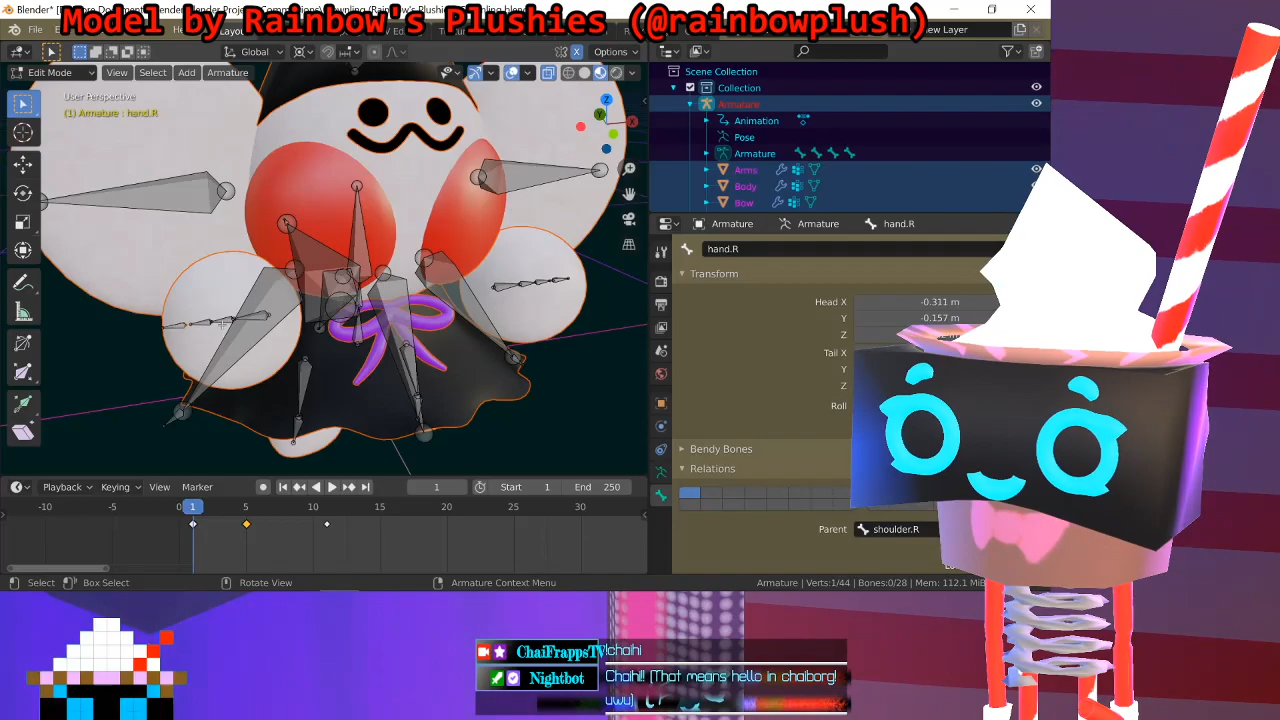 Model by Rainbow's Plushies (@rainbowplush)
File
Options
Global
Edit Mode
View
Select
Add
Armature
User Perspective
(1) Armature : hand.R
Z
Y
X
Scene Collection
Collection
Armature
Animation
Pose
Armature
Arms
Body
Bow
Armature
Armature
hand.R
hand.R
Transform
Head X
-0.311 m
Y
-0.157 m
Z
Tail X
Y
Z
Roll
Bendy Bones
Relations
Parent
shoulder.R
Playback
Keying
View
Marker
1
Start
1
End
250
-10
-5
1
5
10
15
20
25
30
Select
Box Select
Rotate View
Armature Context Menu
Armature | Verts:1/44 | Bones:0/28 | Mem: 112.1 MiB
ChaiFrappsTV
!chaihi
Nightbot
Chaihi! (That means hello in chaiborg!
uwu)